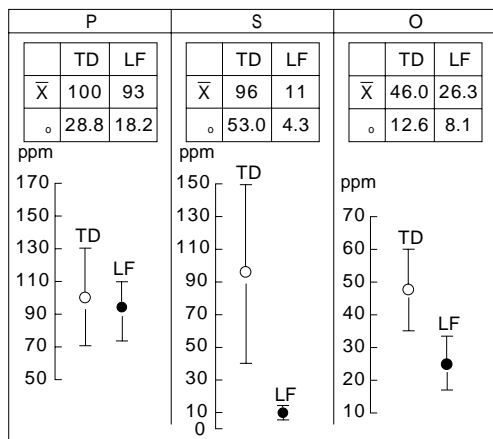 P
TD LF
X̄ 100 93
o 28.8 18.2
ppm
170
150
130
110
90
70
50
TD
LF
S
TD LF
X̄ 96 11
o 53.0 4.3
ppm
150
130
110
90
70
50
30
10
0
TD
LF
O
TD LF
X̄ 46.0 26.3
o 12.6 8.1
ppm
70
60
50
40
30
20
10
TD
LF